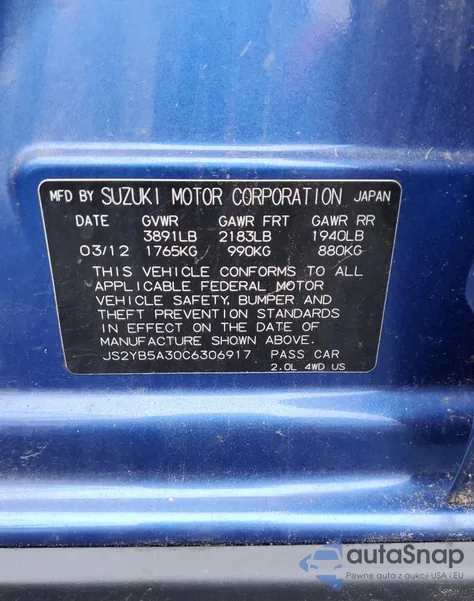 MFD BY SUZUKI MOTOR CORPORATION JAPAN
DATE GVWR GAWR FRT GAWR RR
3891LB 2183LB 1940LB
03/12 1765KG 990KG 880KG
THIS VEHICLE CONFORMS TO ALL
APPLICABLE FEDERAL MOTOR
VEHICLE SAFETY, BUMPER AND
THEFT PREVENTION STANDARDS
IN EFFECT ON THE DATE OF
MANUFACTURE SHOWN ABOVE.
JS2YB5A30C6306917 PASS CAR
2.0L 4WD US
autoSnap
Pewne auta z aukcji USA i EU